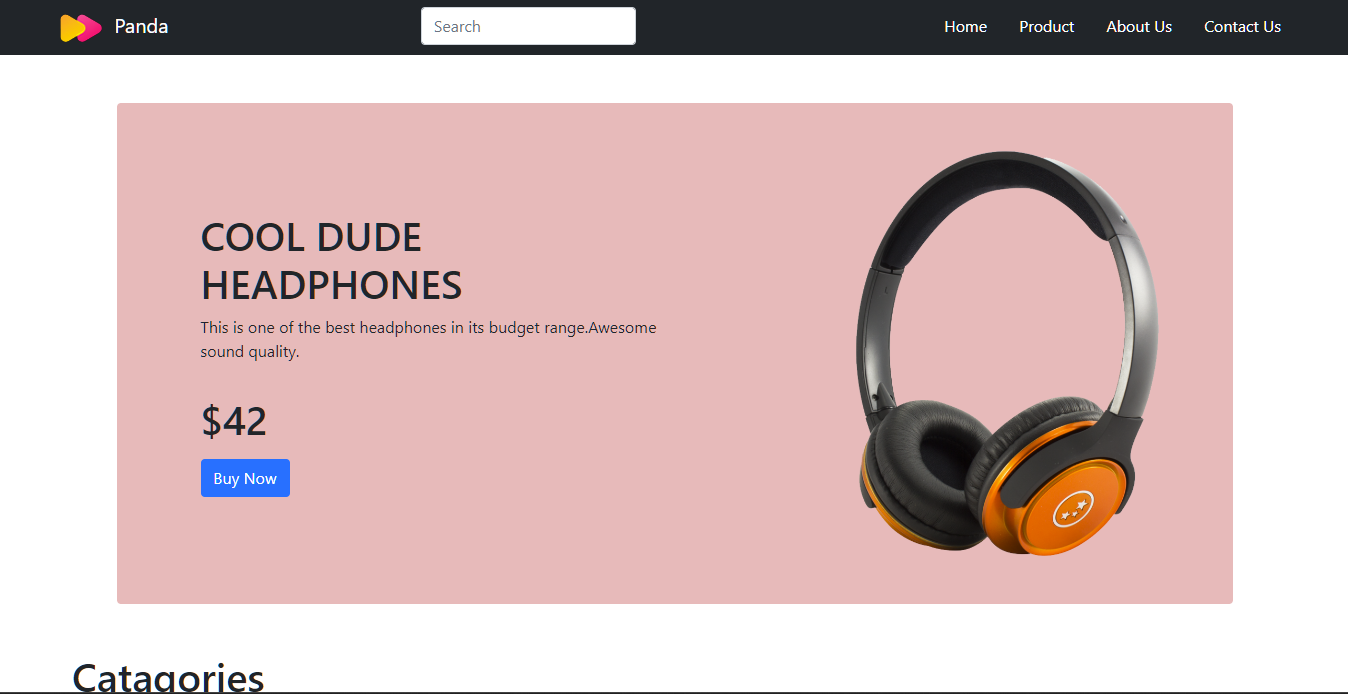 Panda
Search
Home Product About Us Contact Us
COOL DUDE
HEADPHONES
This is one of the best headphones in its budget range.Awesome
sound quality.
$42
Buy Now
Catagories